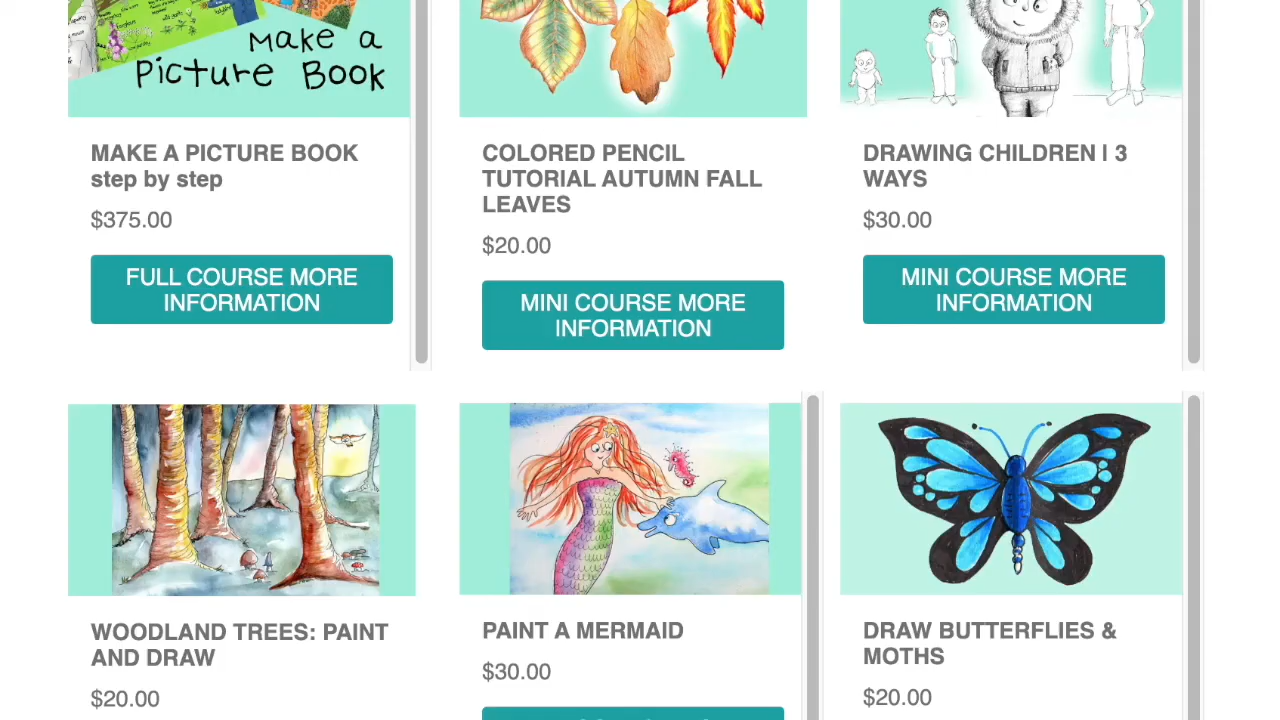 Make a
Picture Book
MAKE A PICTURE BOOK
step by step
$375.00
FULL COURSE MORE
INFORMATION
COLORED PENCIL
TUTORIAL AUTUMN FALL
LEAVES
$20.00
MINI COURSE MORE
INFORMATION
DRAWING CHILDREN | 3
WAYS
$30.00
MINI COURSE MORE
INFORMATION
WOODLAND TREES: PAINT
AND DRAW
$20.00
PAINT A MERMAID
$30.00
DRAW BUTTERFLIES &
MOTHS
$20.00